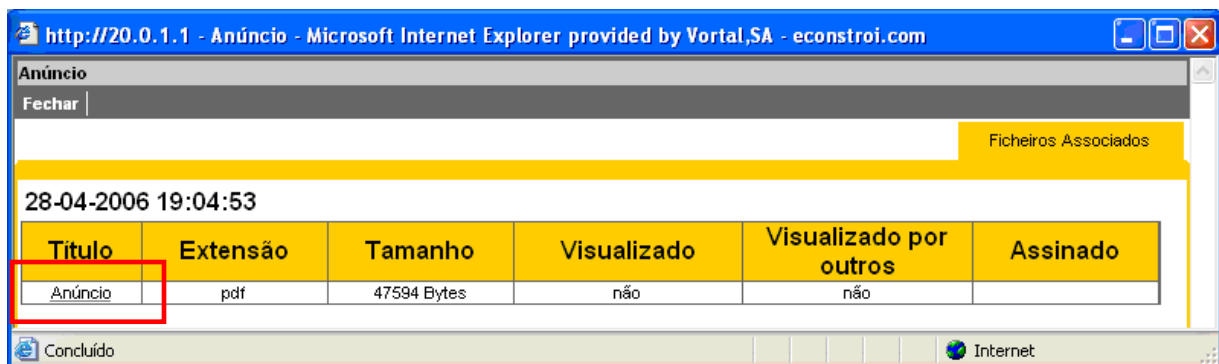 http://20.0.1.1 - Anúncio - Microsoft Internet Explorer provided by Vortal,SA - econstroi.com
Anúncio
Fechar
Ficheiros Associados
28-04-2006 19:04:53
Título Extensão Tamanho Visualizado Visualizado por outros Assinado
Anúncio pdf 47594 Bytes não não
Concluído Internet